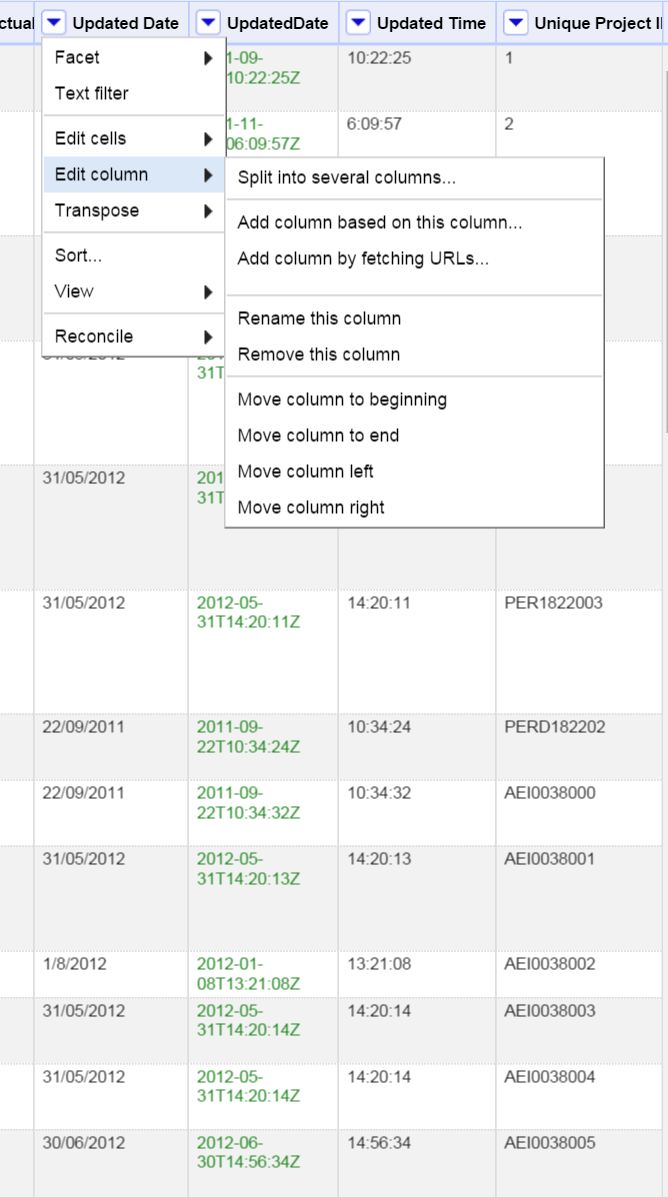 ctual Updated Date UpdatedDate Updated Time Unique Project I
Facet
Text filter
Edit cells
Edit column
Transpose
Sort...
View
Reconcile
Split into several columns...
Add column based on this column...
Add column by fetching URLs...
Rename this column
Remove this column
Move column to beginning
Move column to end
Move column left
Move column right
1-09- 10:22:25 1
10:22:25Z
1-11- 6:09:57 2
06:09:57Z
31T
31/05/2012 201
31T
31/05/2012 2012-05- 14:20:11 PER1822003
31T14:20:11Z
22/09/2011 2011-09- 10:34:24 PERD182202
22T10:34:24Z
22/09/2011 2011-09- 10:34:32 AEI0038000
22T10:34:32Z
31/05/2012 2012-05- 14:20:13 AEI0038001
31T14:20:13Z
1/8/2012 2012-01- 13:21:08 AEI0038002
08T13:21:08Z
31/05/2012 2012-05- 14:20:14 AEI0038003
31T14:20:14Z
31/05/2012 2012-05- 14:20:14 AEI0038004
31T14:20:14Z
30/06/2012 2012-06- 14:56:34 AEI0038005
30T14:56:34Z